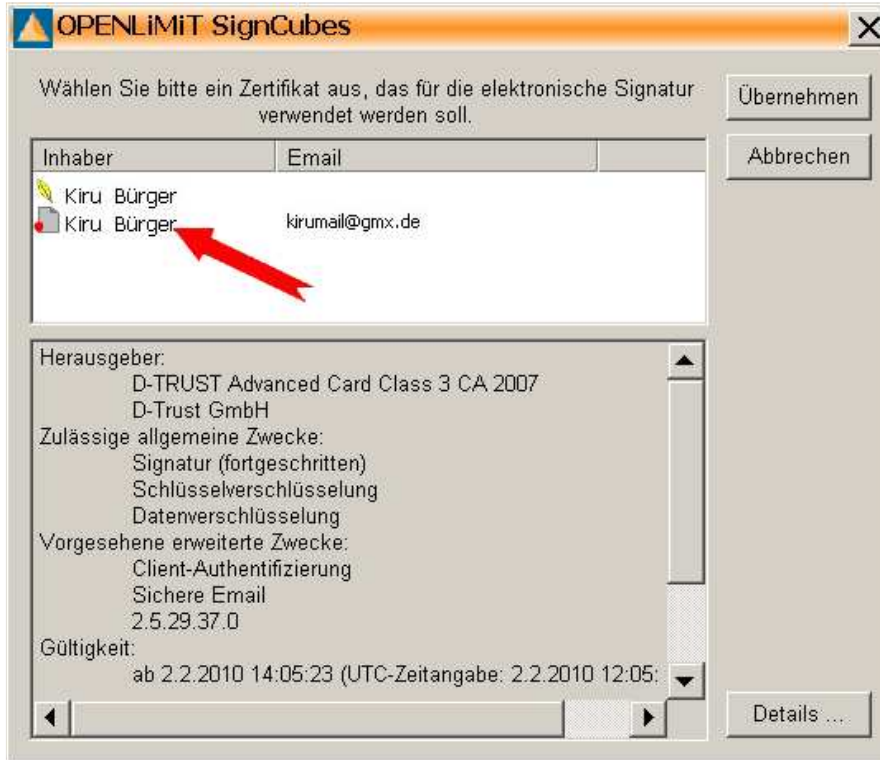 OPENLiMiT SignCubes
Wählen Sie bitte ein Zertifikat aus, das für die elektronische Signatur
verwendet werden soll.
Übernehmen
Abbrechen
Inhaber Email
Kiru Bürger
Kiru Bürger kirumail@gmx.de
Herausgeber:
D-TRUST Advanced Card Class 3 CA 2007
D-Trust GmbH
Zulässige allgemeine Zwecke:
Signatur (fortgeschritten)
Schlüsselverschlüsselung
Datenverschlüsselung
Vorgesehene erweiterte Zwecke:
Client-Authentifizierung
Sichere Email
2.5.29.37.0
Gültigkeit:
ab 2.2.2010 14:05:23 (UTC-Zeitangabe: 2.2.2010 12:05:
Details ...